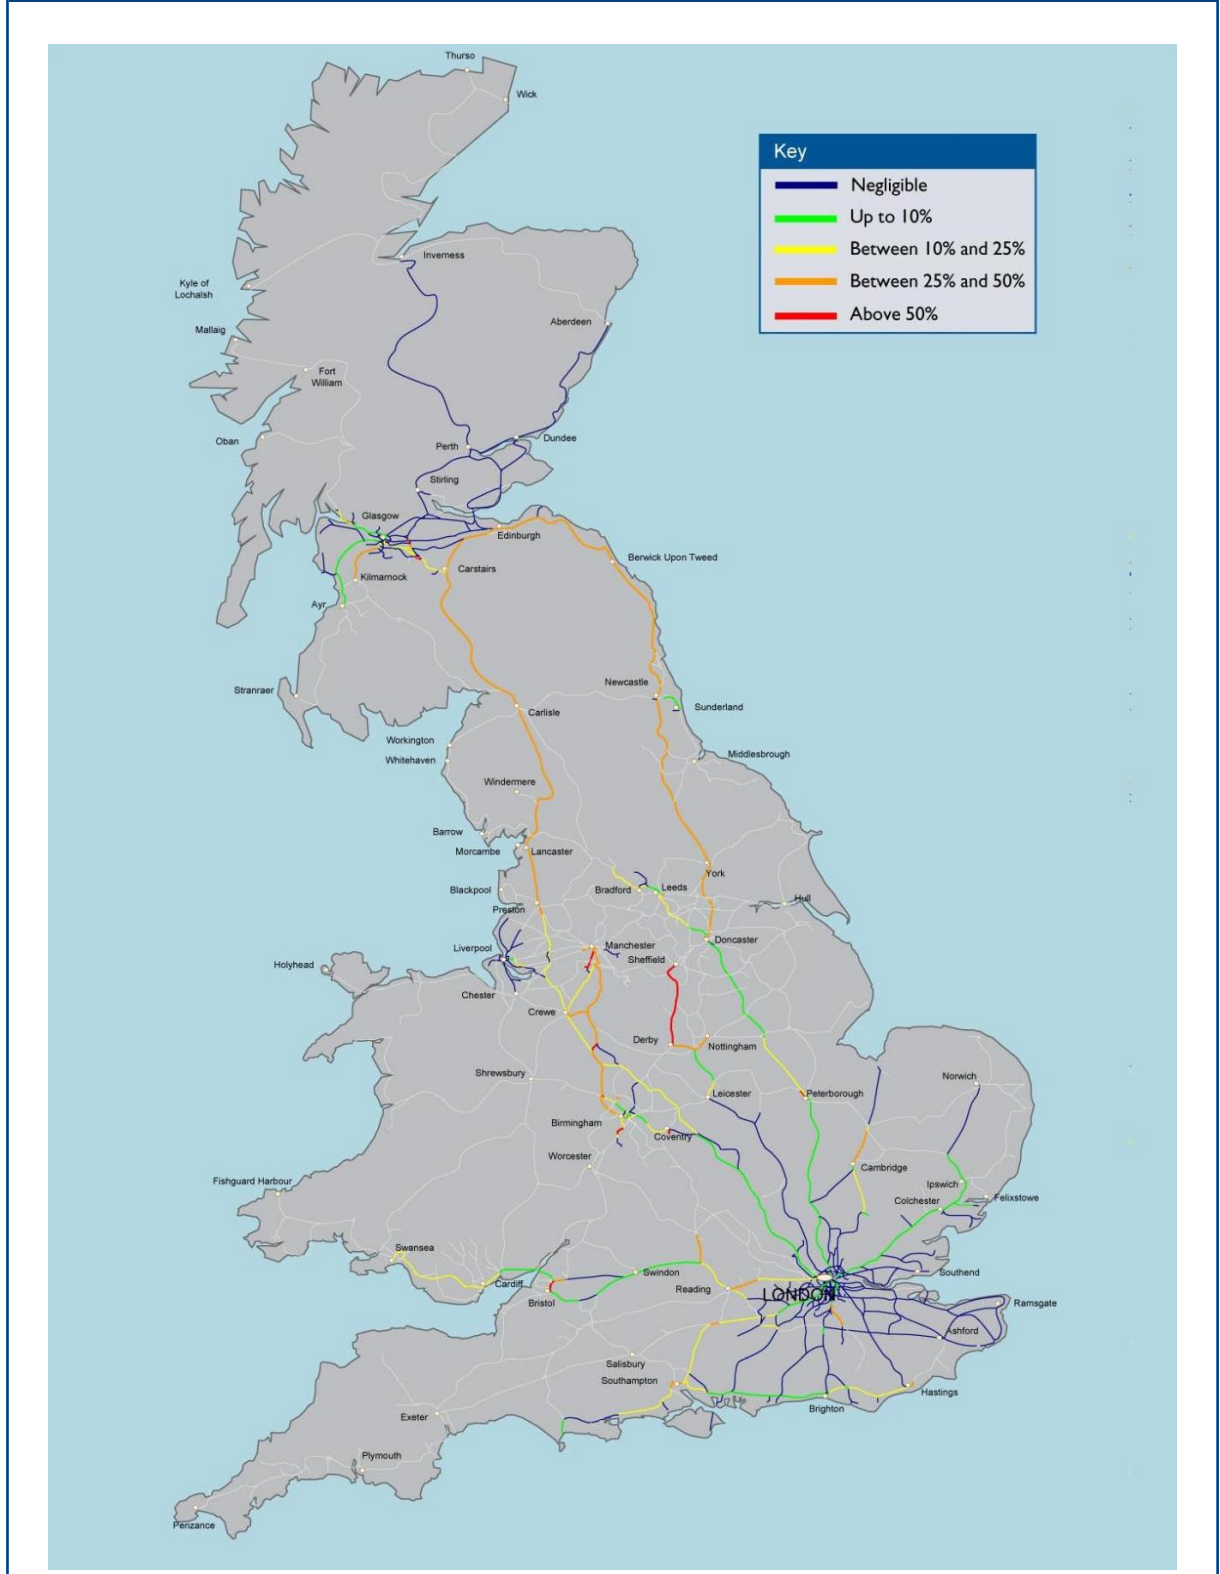 Thurso
Wick
Key
Negligible
Up to 10%
Between 10% and 25%
Between 25% and 50%
Above 50%
Inverness
Kyle of
Lochalsh
Aberdeen
Mallaig
Fort
William
Oban
Perth
Dundee
Stirling
Glasgow
Edinburgh
Berwick Upon Tweed
Carstairs
Kilmarnock
Ayr
Newcastle
Stranraer
Sunderland
Carlisle
Workington
Whitehaven
Middlesbrough
Windermere
Barrow
Morcambe
Lancaster
York
Blackpool
Bradford
Leeds
Hull
Preston
Doncaster
Liverpool
Manchester
Sheffield
Holyhead
Chester
Crewe
Derby
Nottingham
Shrewsbury
Norwich
Leicester
Peterborough
Birmingham
Coventry
Worcester
Cambridge
Fishguard Harbour
Ipswich
Colchester
Felixstowe
Swansea
Cardiff
Swindon
Southend
Reading
LONDON
Bristol
Ramsgate
Ashford
Salisbury
Southampton
Hastings
Brighton
Exeter
Plymouth
Penzance